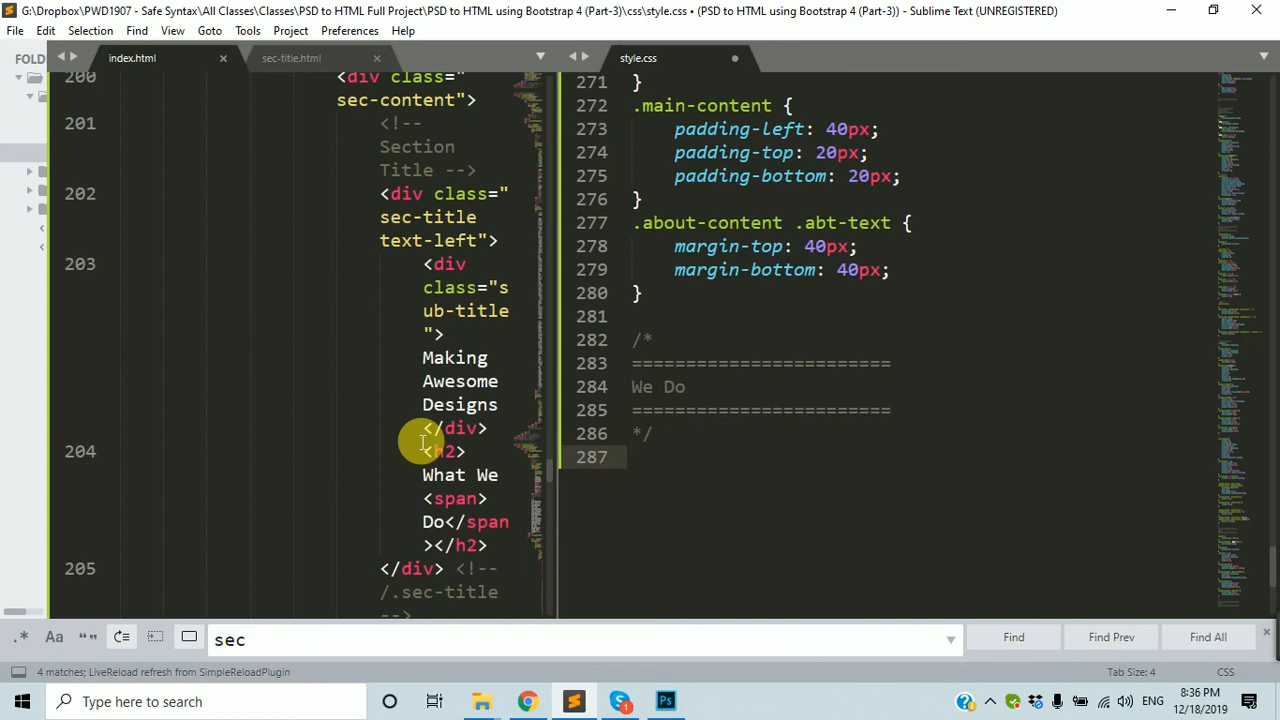 G:\Dropbox\PWD1907 - Safe Syntax\All Classes\Classes\PSD to HTML Full Project\PSD to HTML using Bootstrap 4 (Part-3)\css\style.css • (PSD to HTML using Bootstrap 4 (Part-3)) - Sublime Text (UNREGISTERED)
File Edit Selection Find View Goto Tools Project Preferences Help
FOLD
index.html
sec-title.html
style.css
200 <div class="
sec-content">
201 <!--
Section
Title -->
202 <div class="
sec-title
text-left">
203 <div
class="s
ub-title
">
Making
Awesome
Designs
</div>
204 <h2>
What We
<span>
Do</span
></h2>
205 </div> <!--
/.sec-title
-->
271 }
272 .main-content {
273 padding-left: 40px;
274 padding-top: 20px;
275 padding-bottom: 20px;
276 }
277 .about-content .abt-text {
278 margin-top: 40px;
279 margin-bottom: 40px;
280 }
281
282 /*
283 ========================
284 We Do
285 ========================
286 */
287
.* Aa “” sec Find Find Prev Find All
4 matches; LiveReload refresh from SimpleReloadPlugin Tab Size: 4 CSS
Type here to search
1
Ps
ENG
8:36 PM
12/18/2019